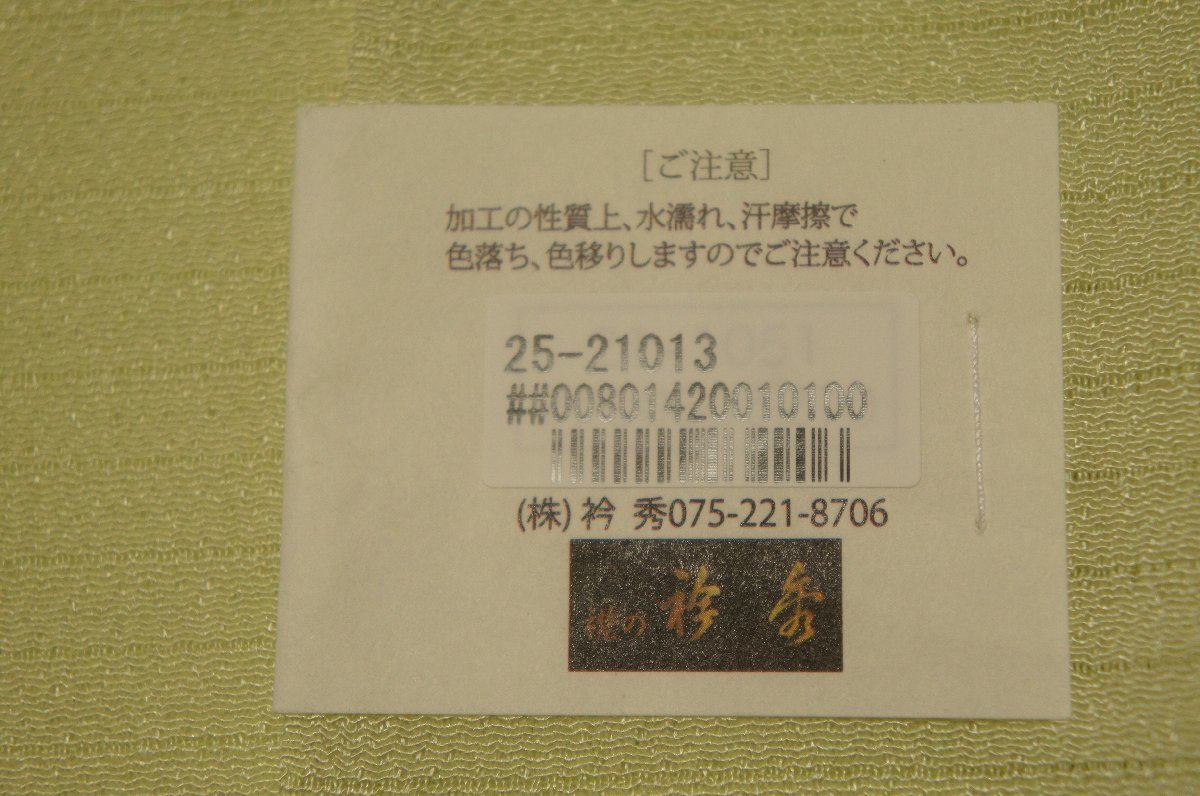 ［ご注意］
加工の性質上、水濡れ、汗摩擦で
色落ち、色移りしますのでご注意ください。
25-21013
##00801420010100
(株) 衿 秀075-221-8706
衿秀